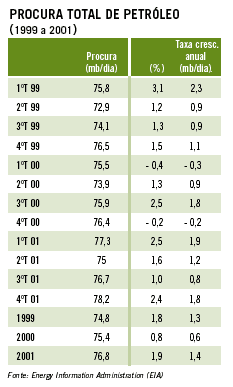 PROCURA TOTAL DE PETRÓLEO
(1999 a 2001)
Procura (mb/dia) (%) Taxa cresc. anual (mb/dia).
1ºT 99 75,8 3,1 2,3
2ºT 99 72,9 1,2 0,9
3ºT 99 74,1 1,3 0,9
4ºT 99 76,5 1,5 1,1
1ºT 00 75,5 - 0,4 - 0,3
2ºT 00 73,9 1,3 0,9
3ºT 00 75,9 2,5 1,8
4ºT 00 76,4 - 0,2 - 0,2
1ºT 01 77,3 2,5 1,9
2ºT 01 75 1,6 1,2
3ºT 01 76,7 1,0 0,8
4ºT 01 78,2 2,4 1,8
1999 74,8 1,8 1,3
2000 75,4 0,8 0,6
2001 76,8 1,9 1,4
Fonte: Energy Information Administration (EIA)